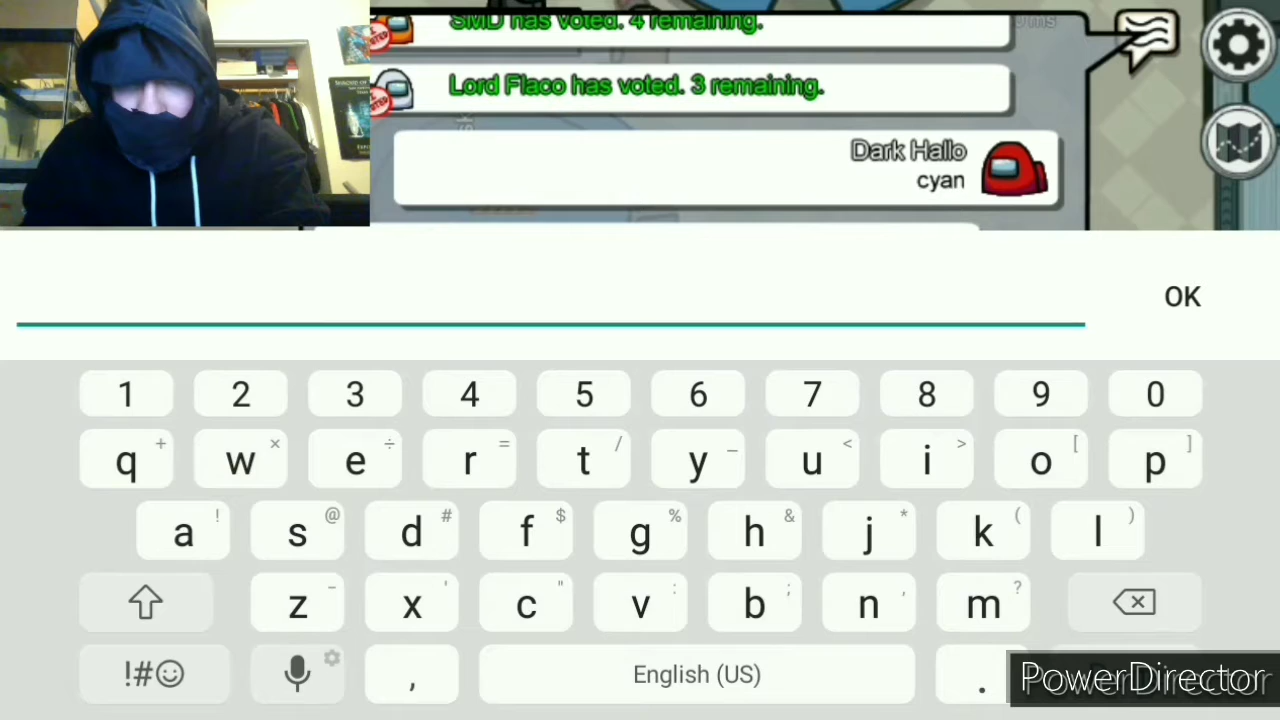 SMD has voted. 4 remaining.
Lord Flaco has voted. 3 remaining.
Dark Hallo
cyan
OK
1 2 3 4 5 6 7 8 9 0
q + w × e ÷ r = t / y _ u < i > o [ p ]
a ! s @ d # f $ g % h & j * k ( l )
z - x ' c " v : b ; n , m ?
!#☺ , English (US) .
PowerDirector